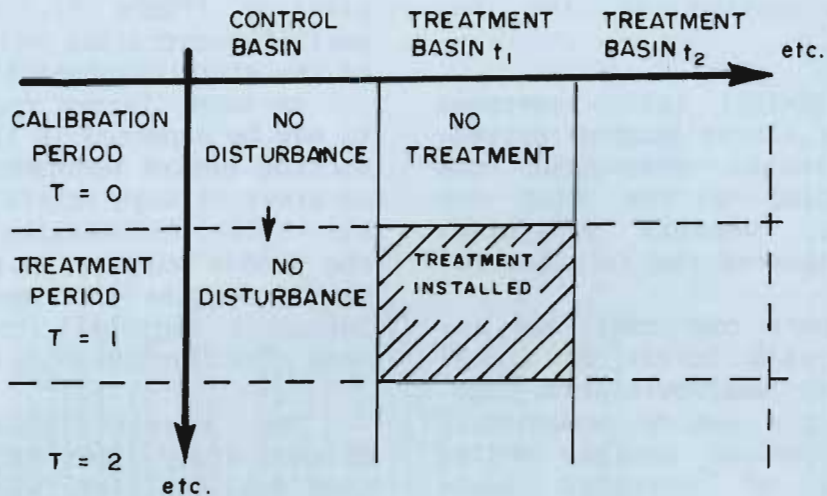 CONTROL BASIN
TREATMENT BASIN t₁
TREATMENT BASIN t₂
etc.
CALIBRATION PERIOD
T = 0
NO DISTURBANCE
NO TREATMENT
TREATMENT PERIOD
T = 1
NO DISTURBANCE
TREATMENT INSTALLED
T = 2
etc.